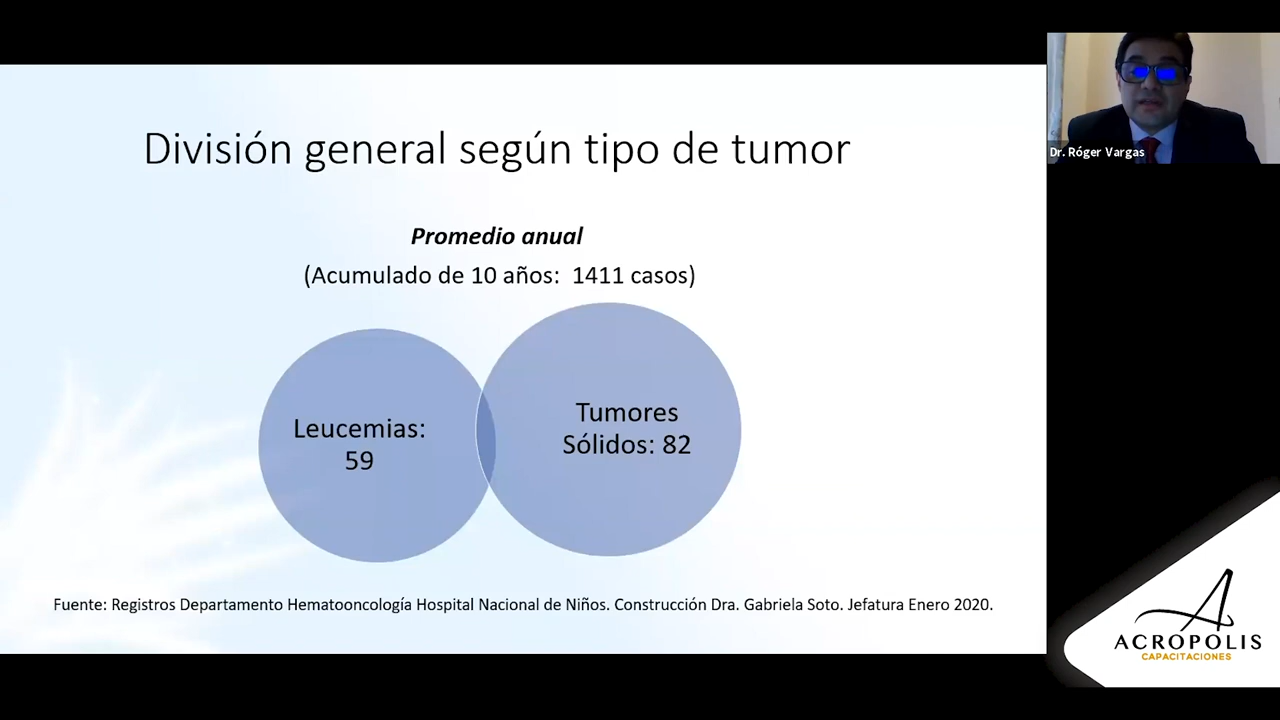 División general según tipo de tumor
Promedio anual
(Acumulado de 10 años: 1411 casos)
Leucemias:
59
Tumores
Sólidos: 82
Fuente: Registros Departamento Hematooncología Hospital Nacional de Niños. Construcción Dra. Gabriela Soto. Jefatura Enero 2020.
Dr. Róger Vargas
ACROPOLIS
CAPACITACIONES